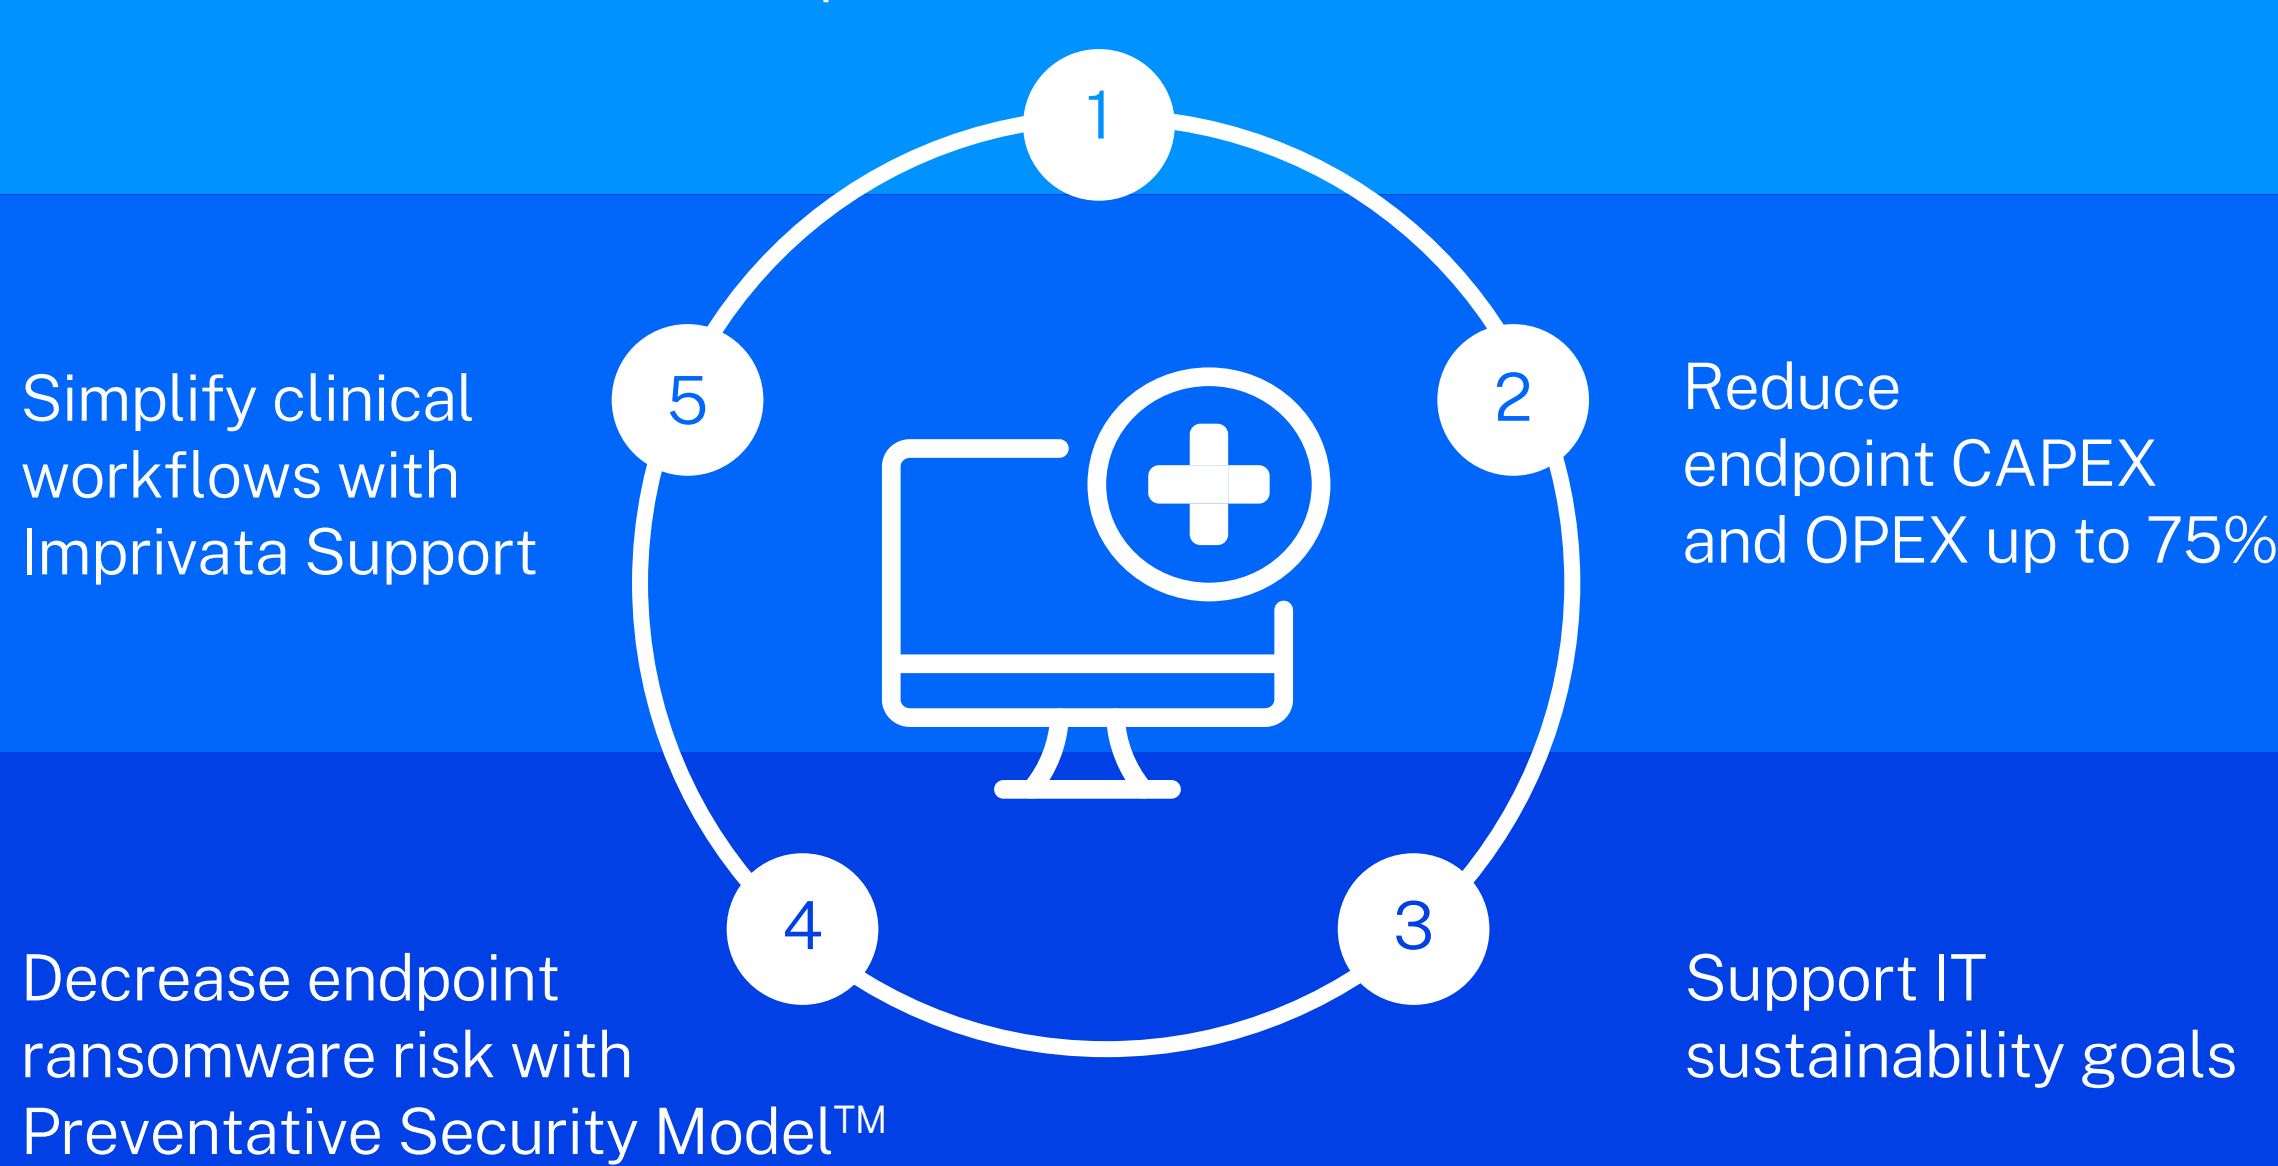 1
2
Reduce
endpoint CAPEX
and OPEX up to 75%
3
Support IT
sustainability goals
4
Decrease endpoint
ransomware risk with
Preventative Security Model™
5
Simplify clinical
workflows with
Imprivata Support